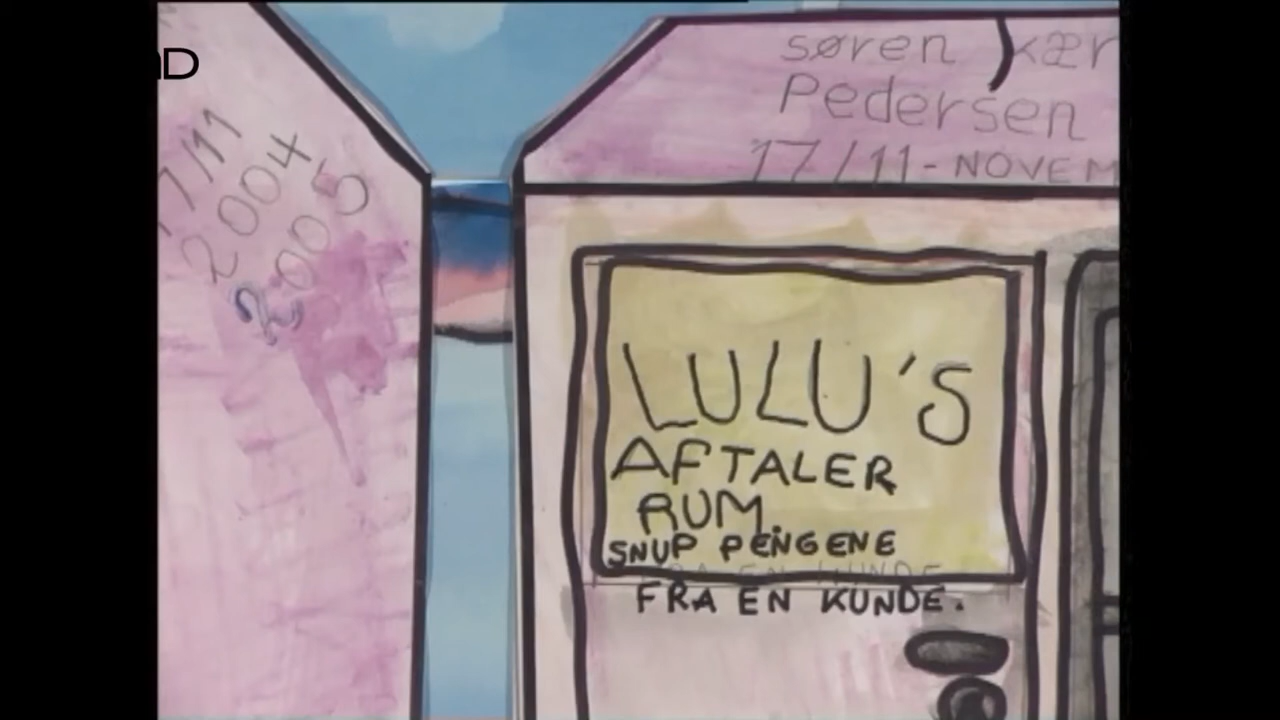 søren kær
Pedersen
17/11-NOVEM
7/11
2004
2005
LULU'S
AFTALER
RUM.
SNUP PENGENE
FRA EN KUNDE.